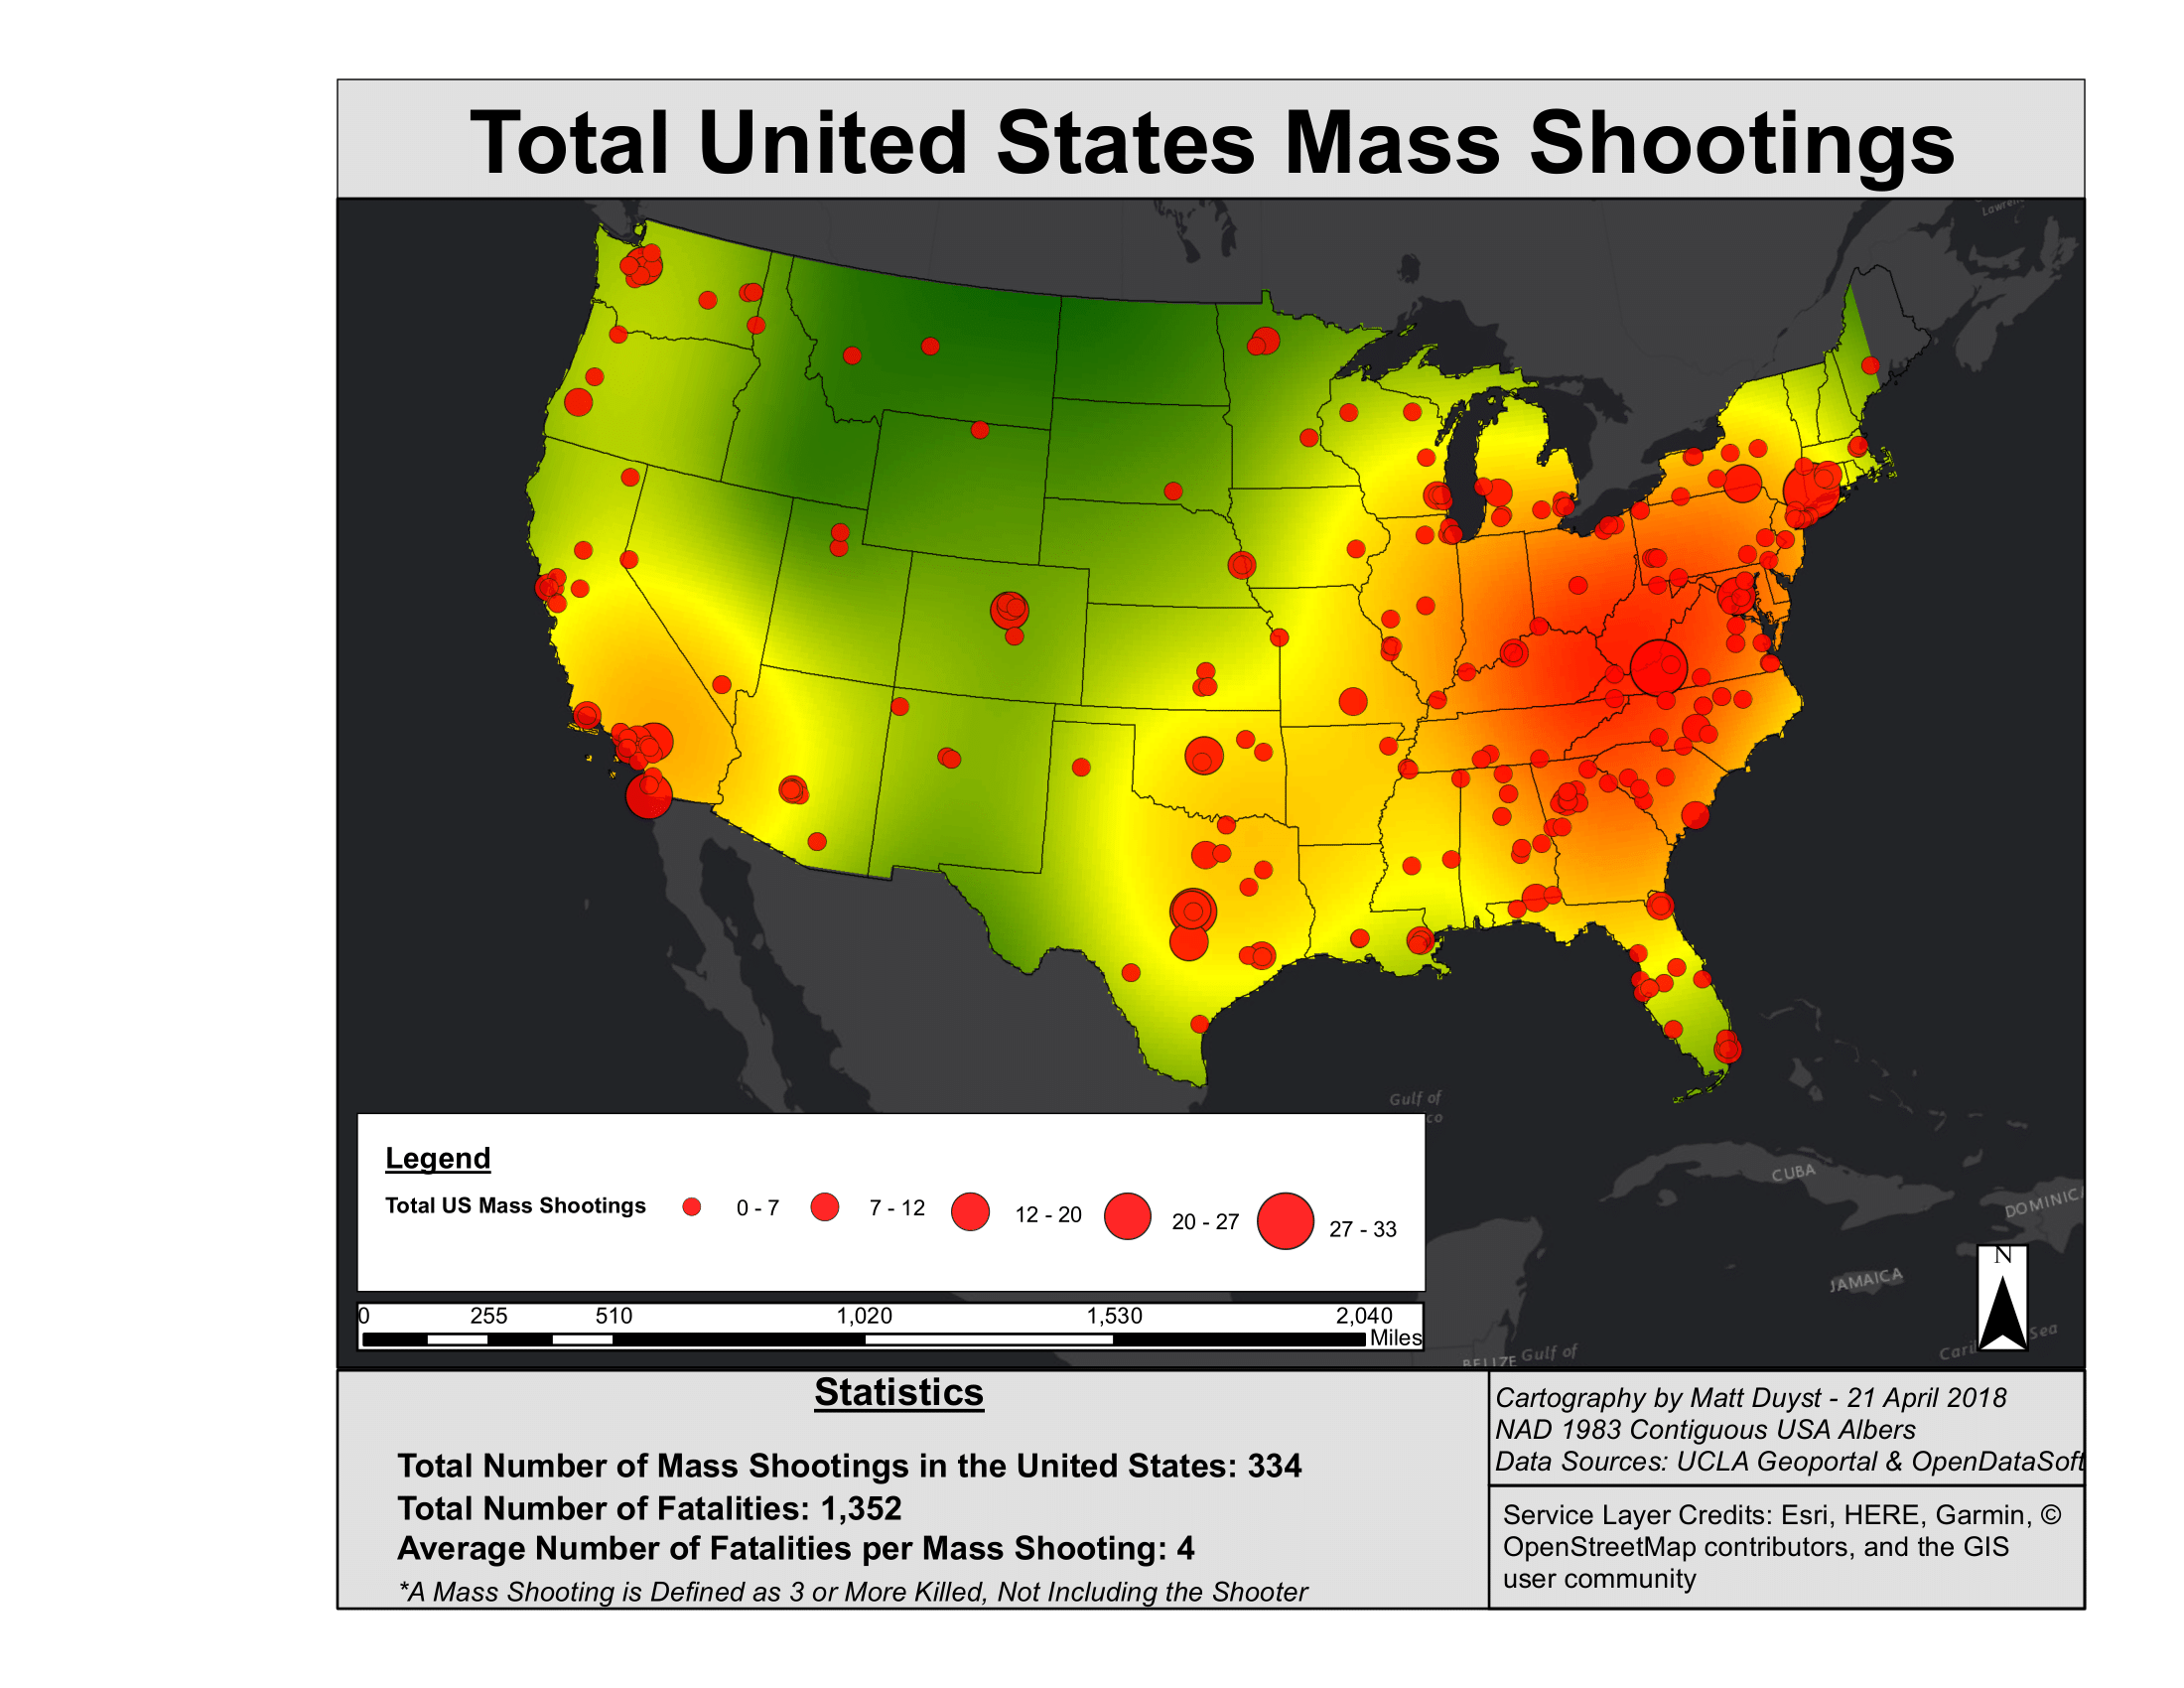 Total United States Mass Shootings
Gulf of
co
CUBA
JAMAICA
Sea
BELIZE Gulf of
Legend
Total US Mass Shootings 0 - 7 7 - 12 12 - 20 20 - 27 27 - 33
0 255 510 1,020 1,530 2,040
Miles
N
Statistics
Total Number of Mass Shootings in the United States: 334
Total Number of Fatalities: 1,352
Average Number of Fatalities per Mass Shooting: 4
*A Mass Shooting is Defined as 3 or More Killed, Not Including the Shooter
Cartography by Matt Duyst - 21 April 2018
NAD 1983 Contiguous USA Albers
Data Sources: UCLA Geoportal & OpenDataSoft
Service Layer Credits: Esri, HERE, Garmin, ©
OpenStreetMap contributors, and the GIS
user community